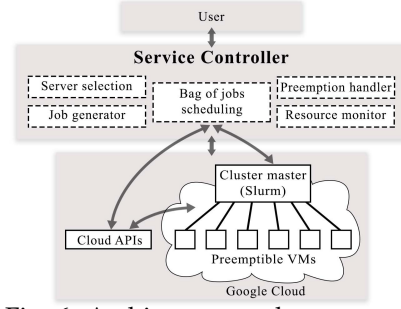 User
Service Controller
Server selection
Bag of jobs
scheduling
Preemption handler
Job generator
Resource monitor
Cluster master
(Slurm)
Cloud APIs
Preemptible VMs
Google Cloud